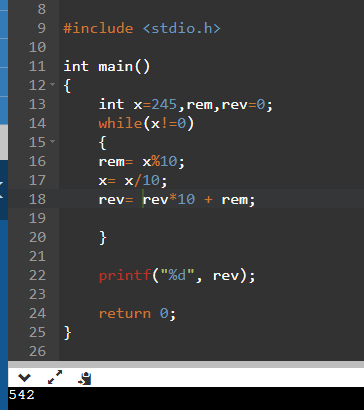 8
9 #include <stdio.h>
10
11 int main()
12 {
13 int x=245,rem,rev=0;
14 while(x!=0)
15 {
16 rem= x%10;
17 x= x/10;
18 rev= rev*10 + rem;
19
20 }
21
22 printf("%d", rev);
23
24 return 0;
25 }
26
542